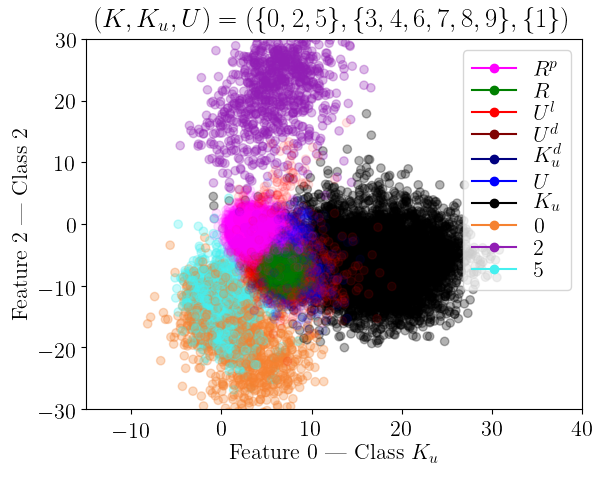 (K, K_u, U) = ({0, 2, 5}, {3, 4, 6, 7, 8, 9}, {1})
30
20
10
0
−10
−20
−30
Feature 2 — Class 2
R^p
R
U^l
U^d
K_u^d
U
K_u
0
2
5
−10
0
10
20
30
40
Feature 0 — Class K_u